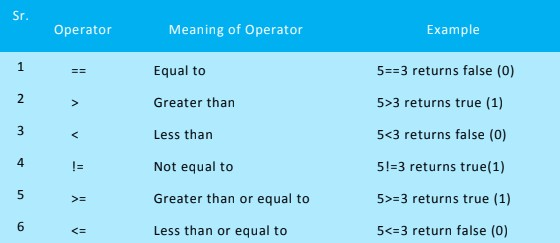 Sr. Operator Meaning of Operator Example
1 == Equal to 5==3 returns false (0)
2 > Greater than 5>3 returns true (1)
3 < Less than 5<3 returns false (0)
4 != Not equal to 5!=3 returns true(1)
5 >= Greater than or equal to 5>=3 returns true (1)
6 <= Less than or equal to 5<=3 return false (0)